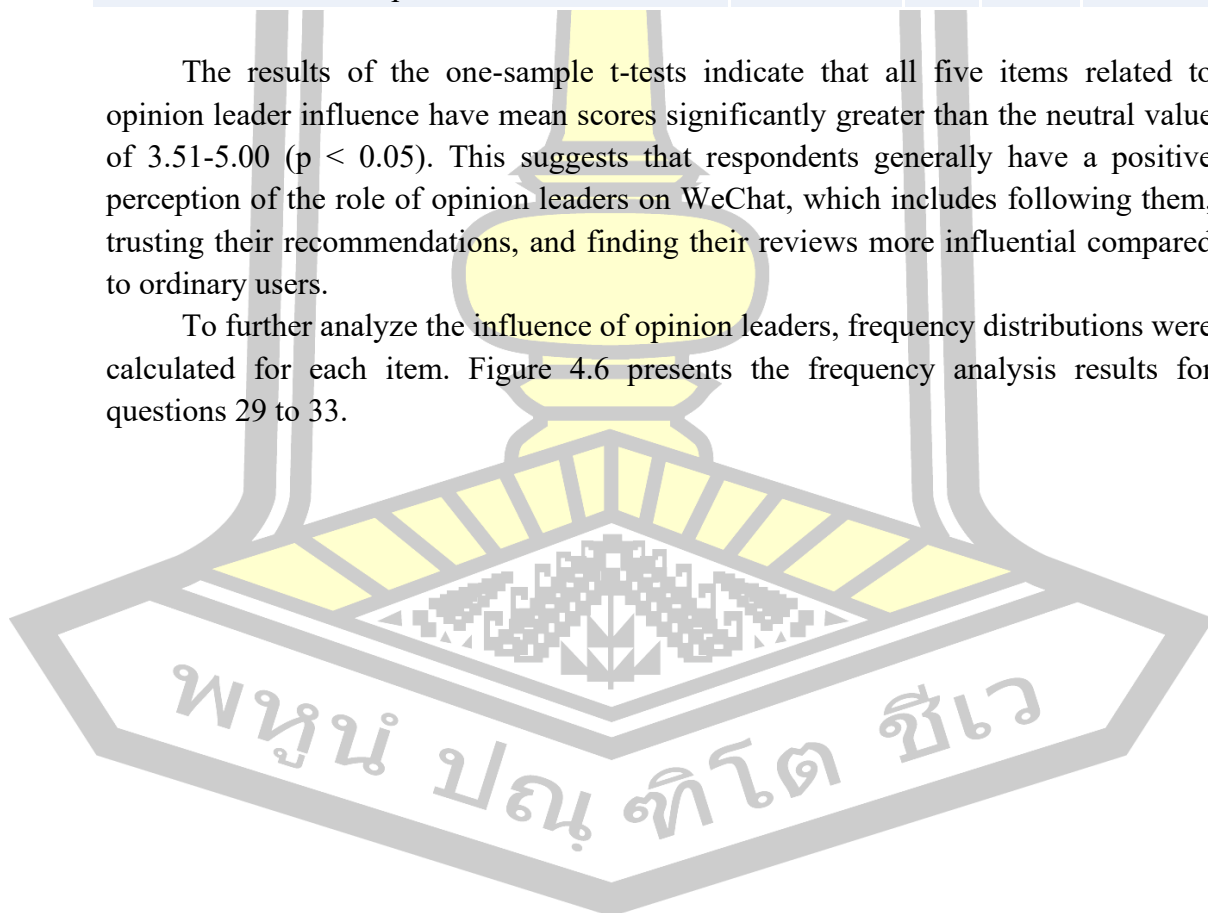 The results of the one-sample t-tests indicate that all five items related to
opinion leader influence have mean scores significantly greater than the neutral value
of 3.51-5.00 (p < 0.05). This suggests that respondents generally have a positive
perception of the role of opinion leaders on WeChat, which includes following them,
trusting their recommendations, and finding their reviews more influential compared
to ordinary users.
To further analyze the influence of opinion leaders, frequency distributions were
calculated for each item. Figure 4.6 presents the frequency analysis results for
questions 29 to 33.
พหูนํ ปณฺฑิโต ชีเว